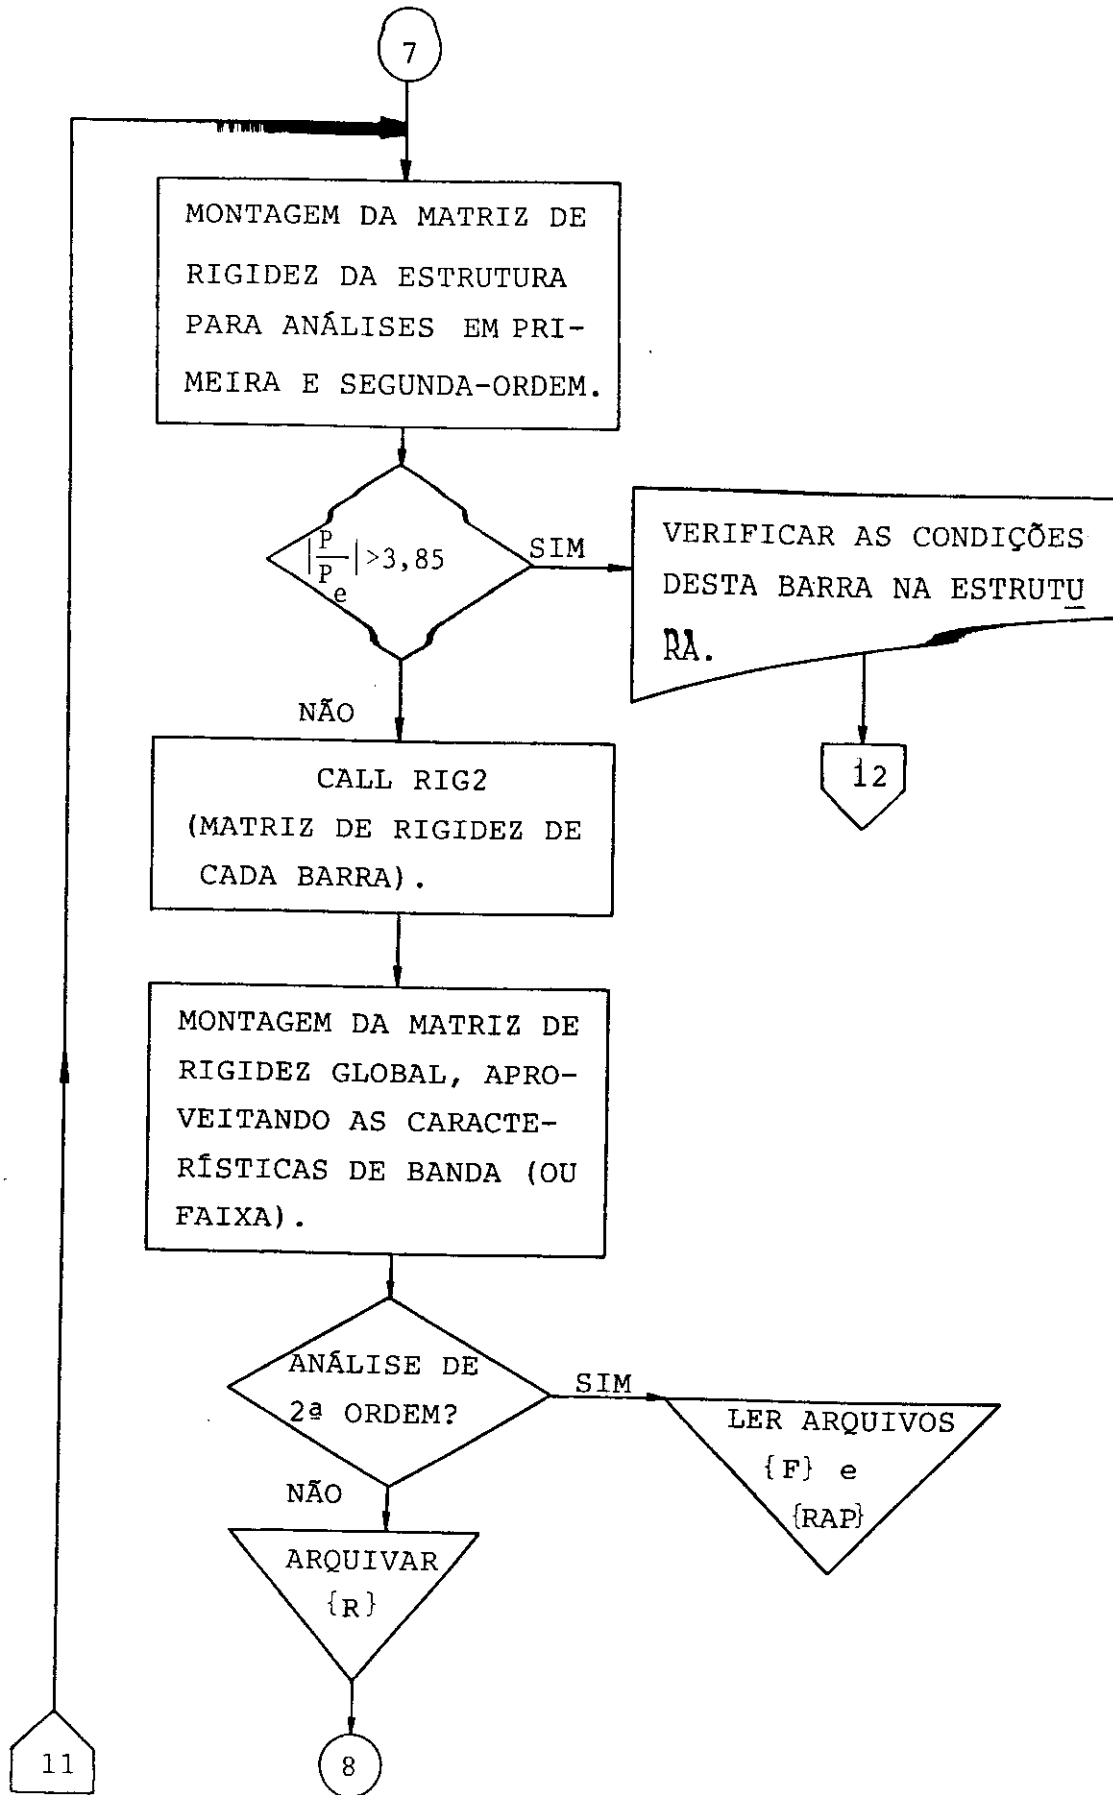 7
MONTAGEM DA MATRIZ DE
RIGIDEZ DA ESTRUTURA
PARA ANÁLISES EM PRI-
MEIRA E SEGUNDA-ORDEM.
|P/Pe|>3,85
SIM
VERIFICAR AS CONDIÇÕES
DESTA BARRA NA ESTRUTU
RA.
NÃO
12
CALL RIG2
(MATRIZ DE RIGIDEZ DE
CADA BARRA).
MONTAGEM DA MATRIZ DE
RIGIDEZ GLOBAL, APRO-
VEITANDO AS CARACTE-
RÍSTICAS DE BANDA (OU
FAIXA).
ANÁLISE DE
2ª ORDEM?
SIM
LER ARQUIVOS
{F} e
{RAP}
NÃO
ARQUIVAR
{R}
11
8